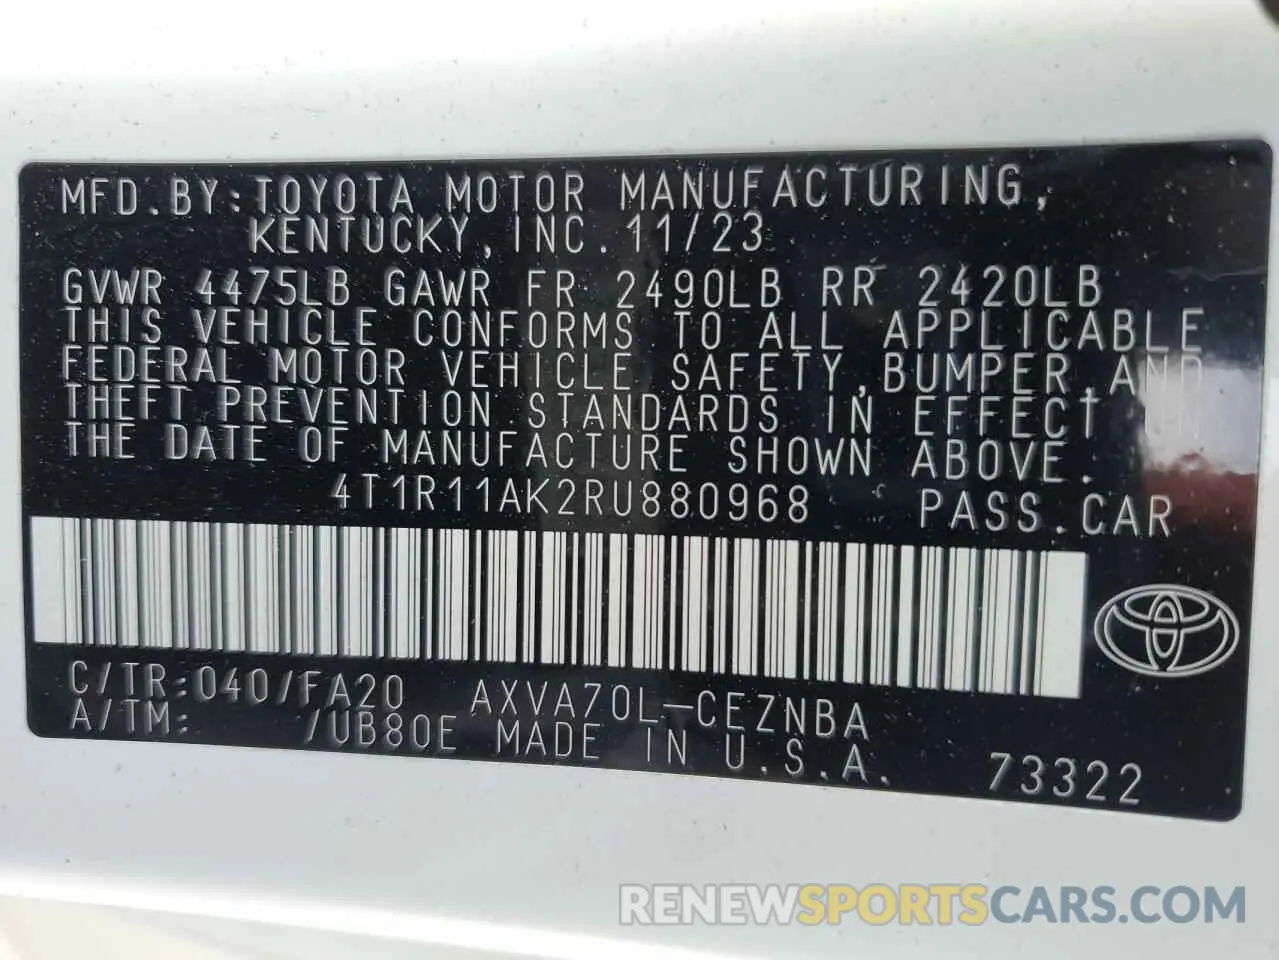 MFD.BY:TOYOTA MOTOR MANUFACTURING,
KENTUCKY, INC. 11/23
GVWR 4475LB GAWR FR 2490LB RR 2420LB
THIS VEHICLE CONFORMS TO ALL APPLICABLE
FEDERAL MOTOR VEHICLE SAFETY,BUMPER,AND
THEFT PREVENTION STANDARDS IN EFFECT ON
THE DATE OF MANUFACTURE SHOWN ABOVE.
4T1R11AK2RU880968 PASS.CAR
C/TR:040/FA20 AXVA70L-CEZNBA
A/TM: /UB80E MADE IN U.S.A. 73322
RENEWSPORTSCARS.COM